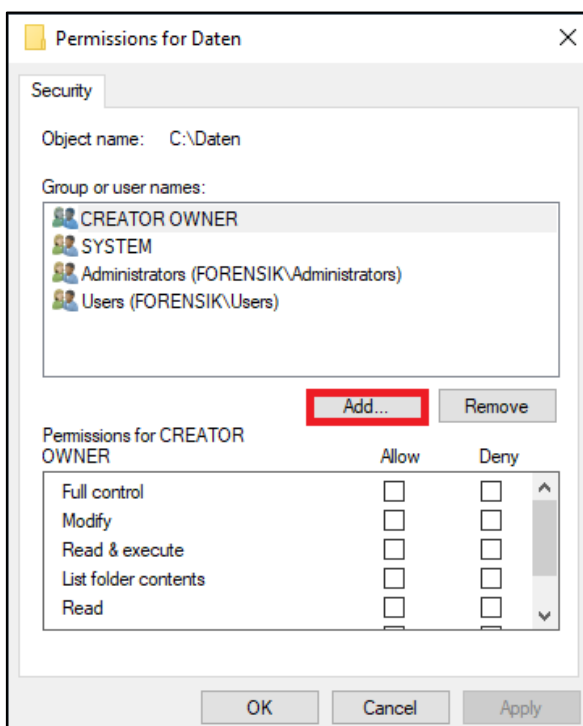 Permissions for Daten
Security
Object name: C:\Daten
Group or user names:
CREATOR OWNER
SYSTEM
Administrators (FORENSIK\Administrators)
Users (FORENSIK\Users)
Add...
Remove
Permissions for CREATOR
OWNER
Allow
Deny
Full control
Modify
Read & execute
List folder contents
Read
OK
Cancel
Apply